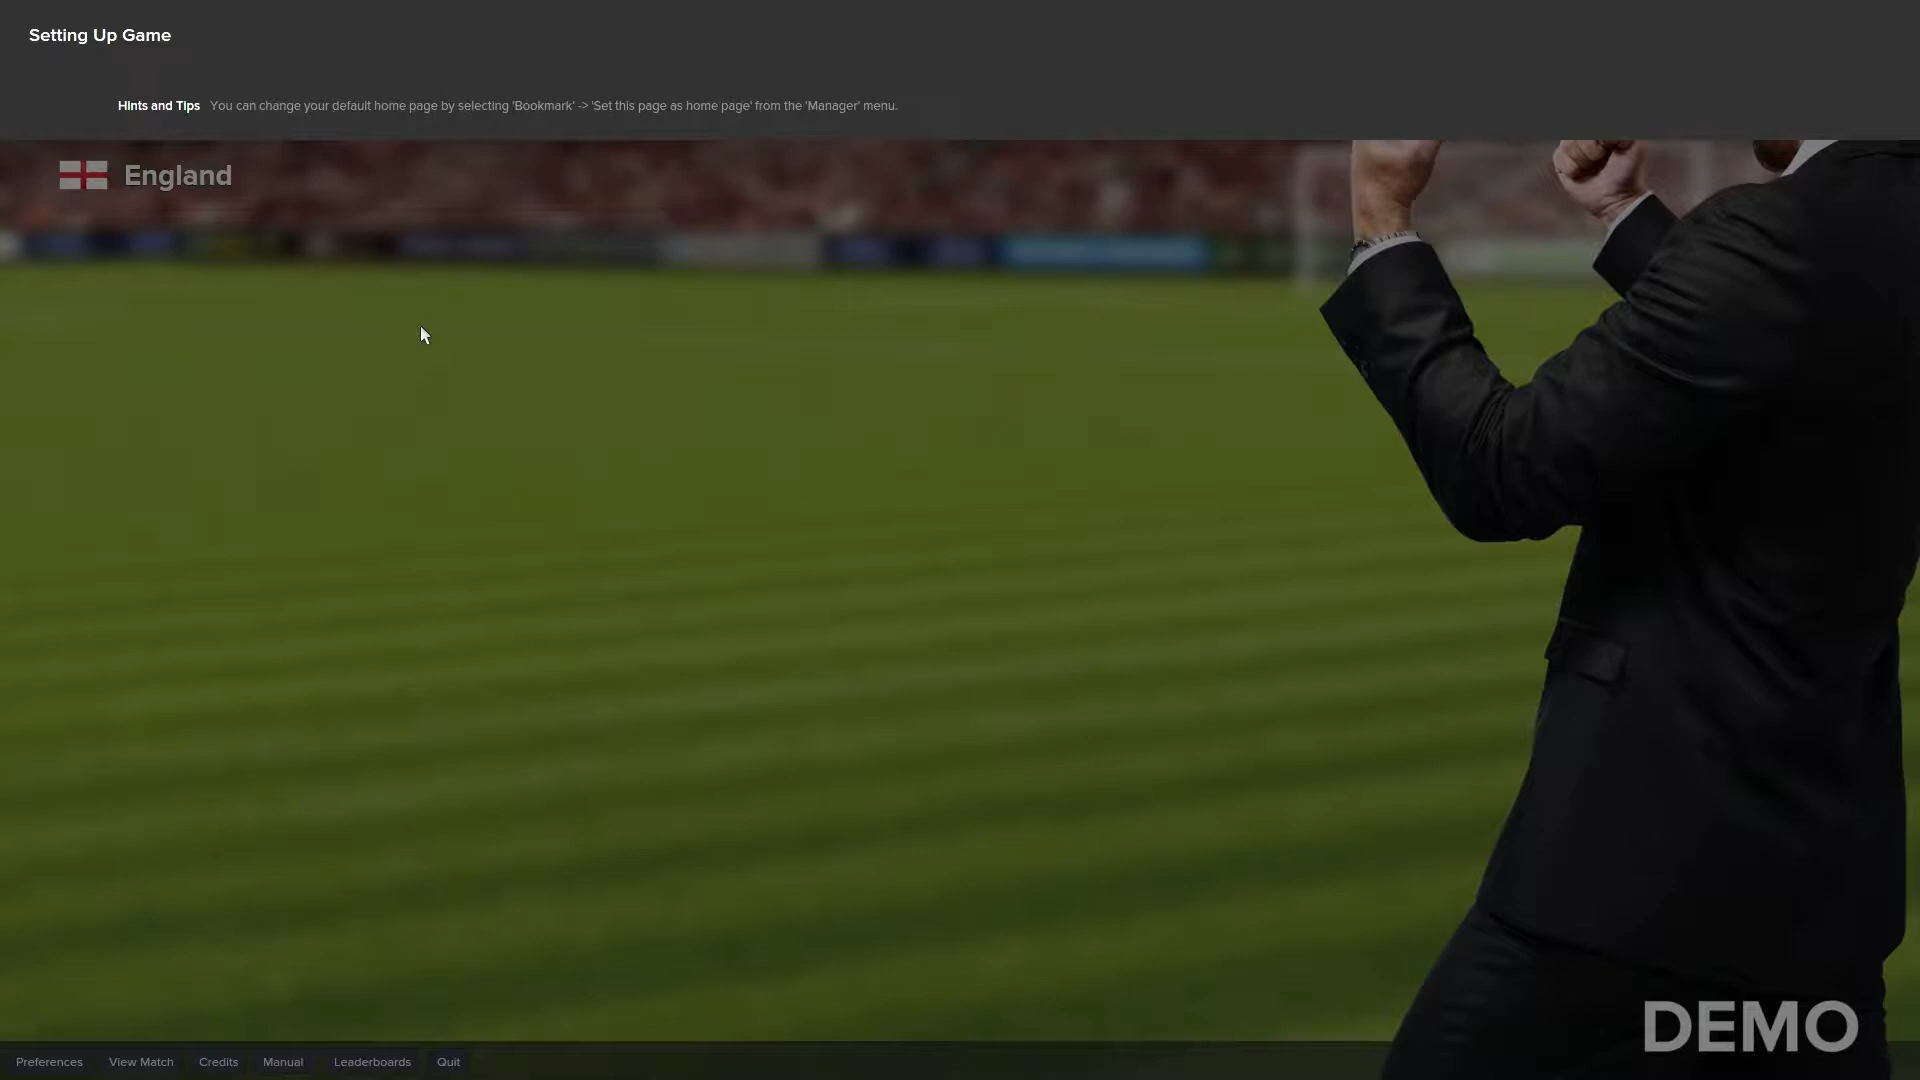 Setting Up Game
Hints and Tips You can change your default home page by selecting 'Bookmark' -> 'Set this page as home page' from the 'Manager' menu.
England
DEMO
Preferences View Match Credits Manual Leaderboards Quit